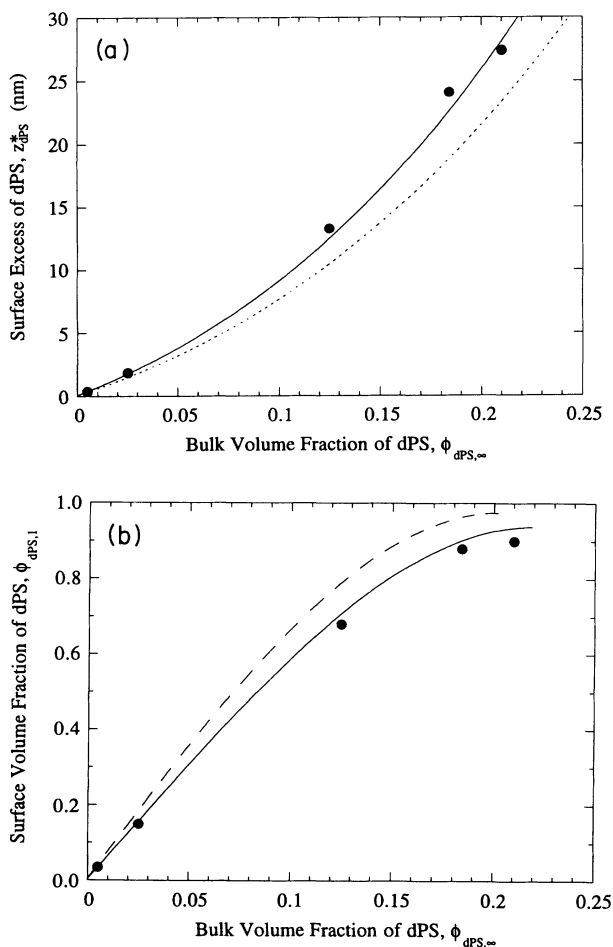 (a)
30
25
20
15
10
5
0
Surface Excess of dPS, z*dPS (nm)
0 0.05 0.1 0.15 0.2 0.25
Bulk Volume Fraction of dPS, ϕdPS,∞
(b)
1.0
0.8
0.6
0.4
0.2
0.0
Surface Volume Fraction of dPS, ϕdPS,1
0 0.05 0.1 0.15 0.2 0.25
Bulk Volume Fraction of dPS, ϕdPS,∞